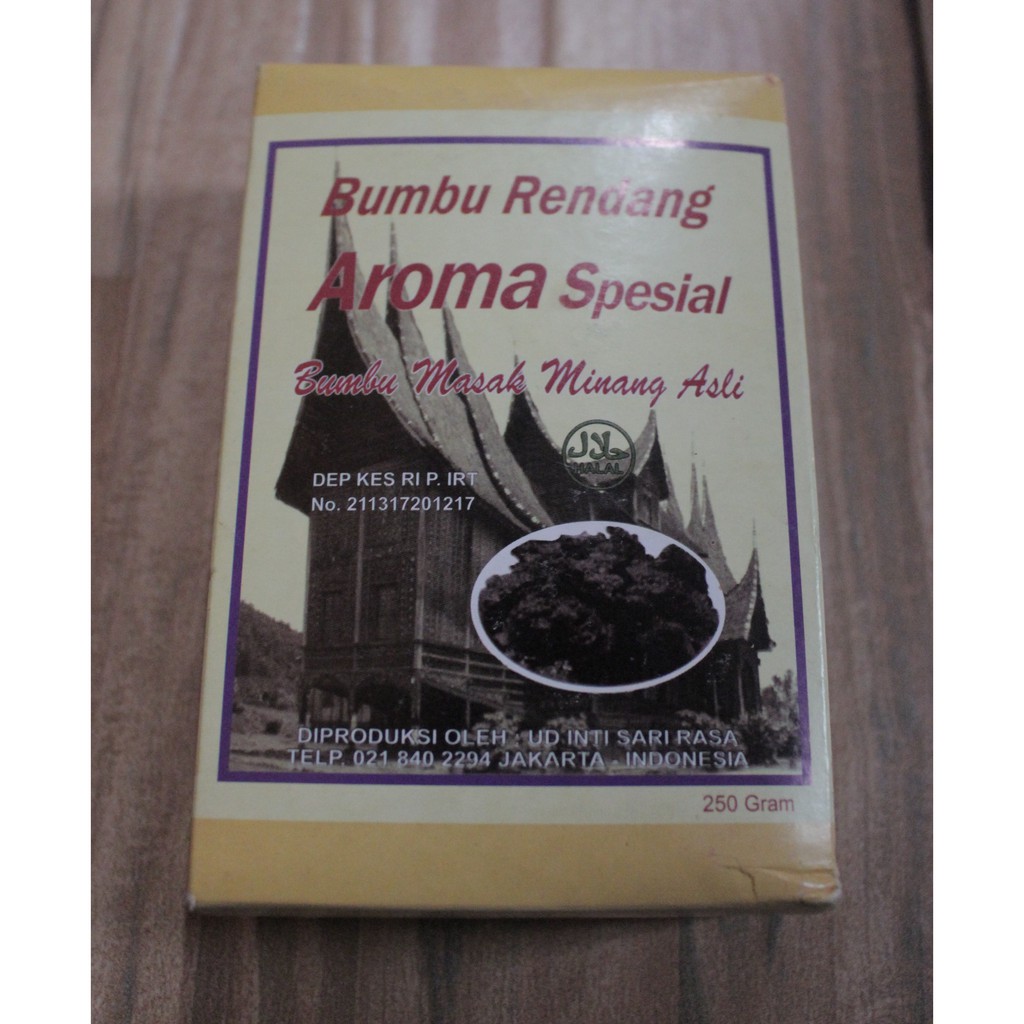 Bumbu Rendang
Aroma Spesial
Bumbu Masak Minang Asli
حلال
HALAL
DEP KES RI P. IRT
No. 211317201217
DIPRODUKSI OLEH : UD INTI SARI RASA
TELP. 021 840 2294 JAKARTA - INDONESIA
250 Gram